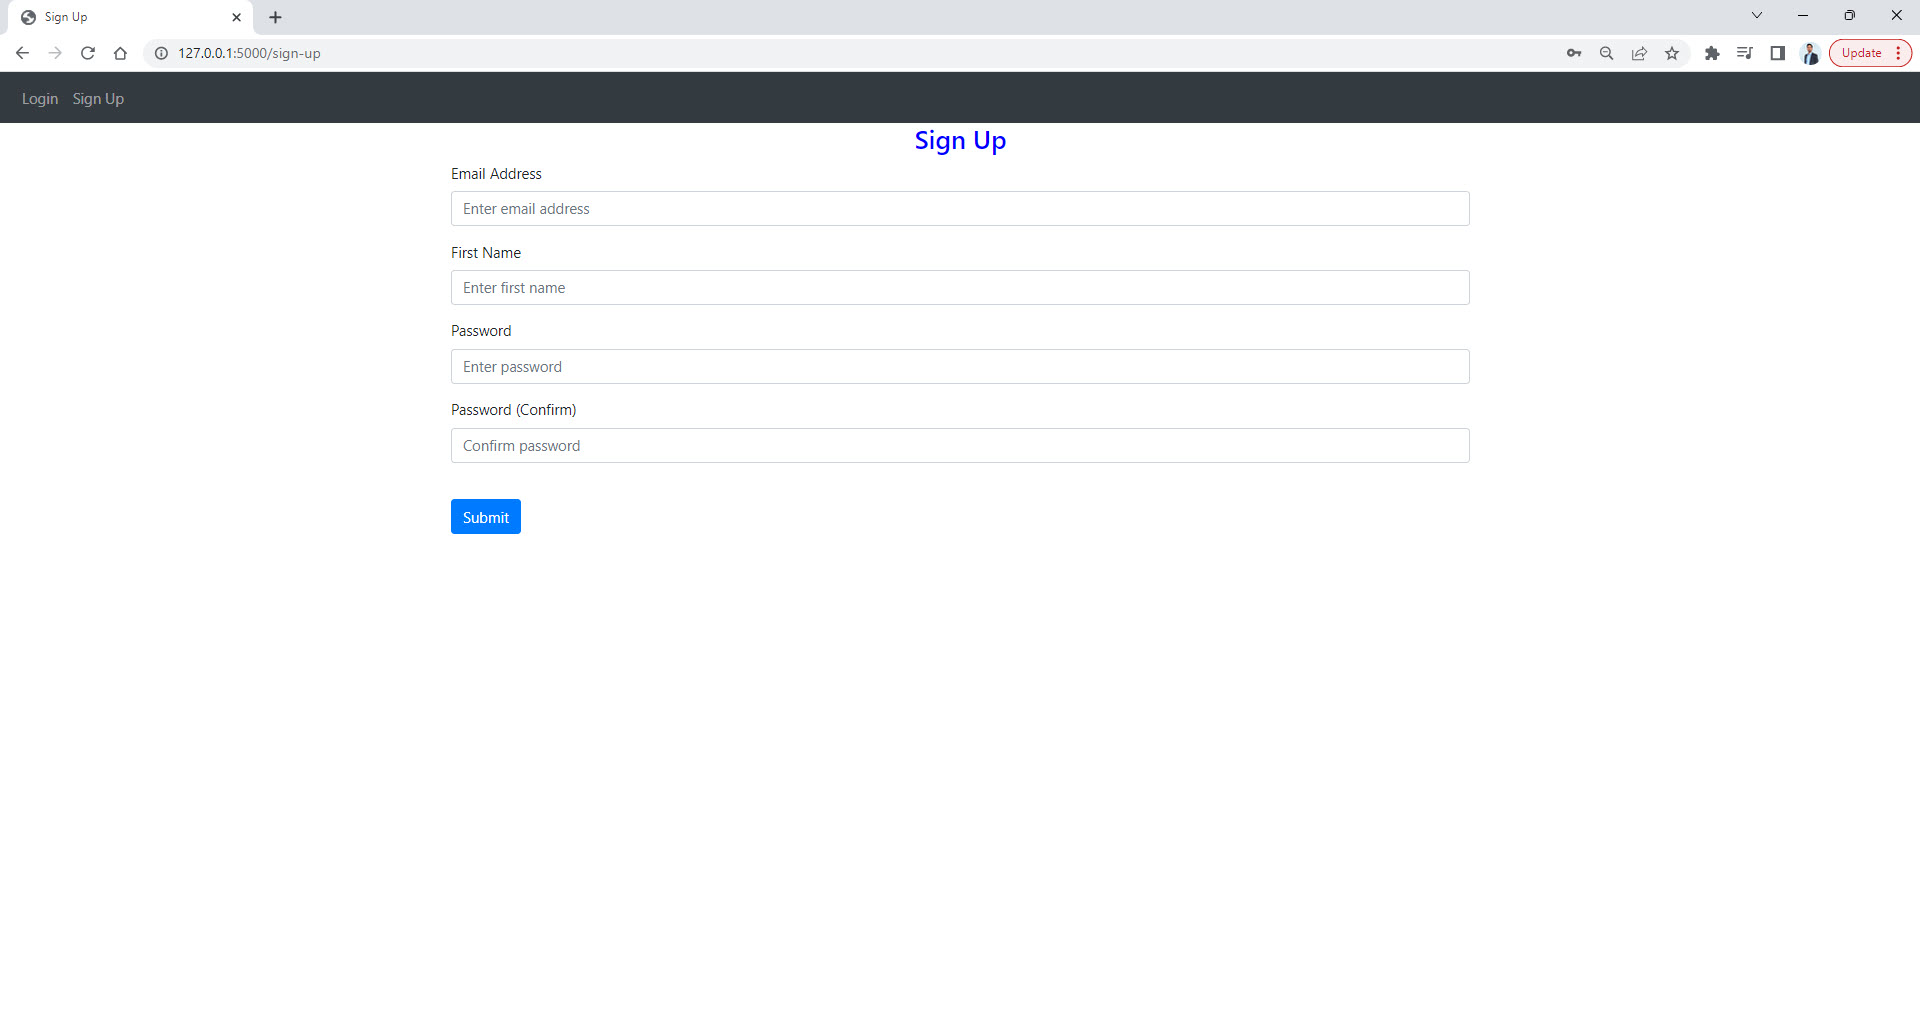 Sign Up
127.0.0.1:5000/sign-up
Update
Login Sign Up
Sign Up
Email Address
Enter email address
First Name
Enter first name
Password
Enter password
Password (Confirm)
Confirm password
Submit